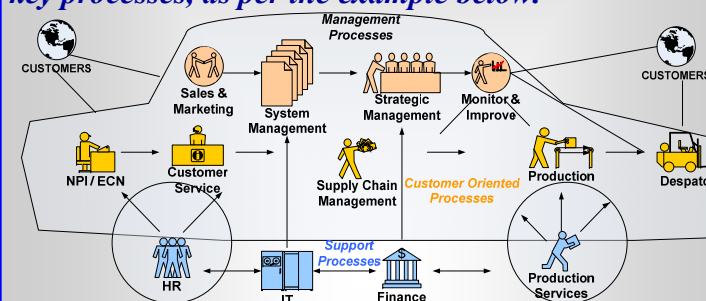 key processes, as per the example below.
Management
Processes
CUSTOMERS
CUSTOMERS
Sales &
Marketing
System
Management
Strategic
Management
Monitor &
Improve
NPI / ECN
Customer
Service
Supply Chain
Management
Customer Oriented
Processes
Production
Despato
HR
Support
Processes
IT
Finance
Production
Services